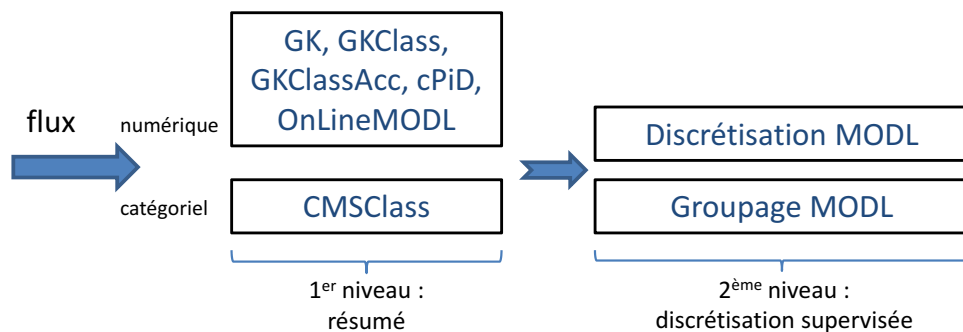 GK, GKClass,
GKClassAcc, cPiD,
OnLineMODL
flux
numérique
catégoriel
CMSClass
Discrétisation MODL
Groupage MODL
1er niveau :
résumé
2ème niveau :
discrétisation supervisée